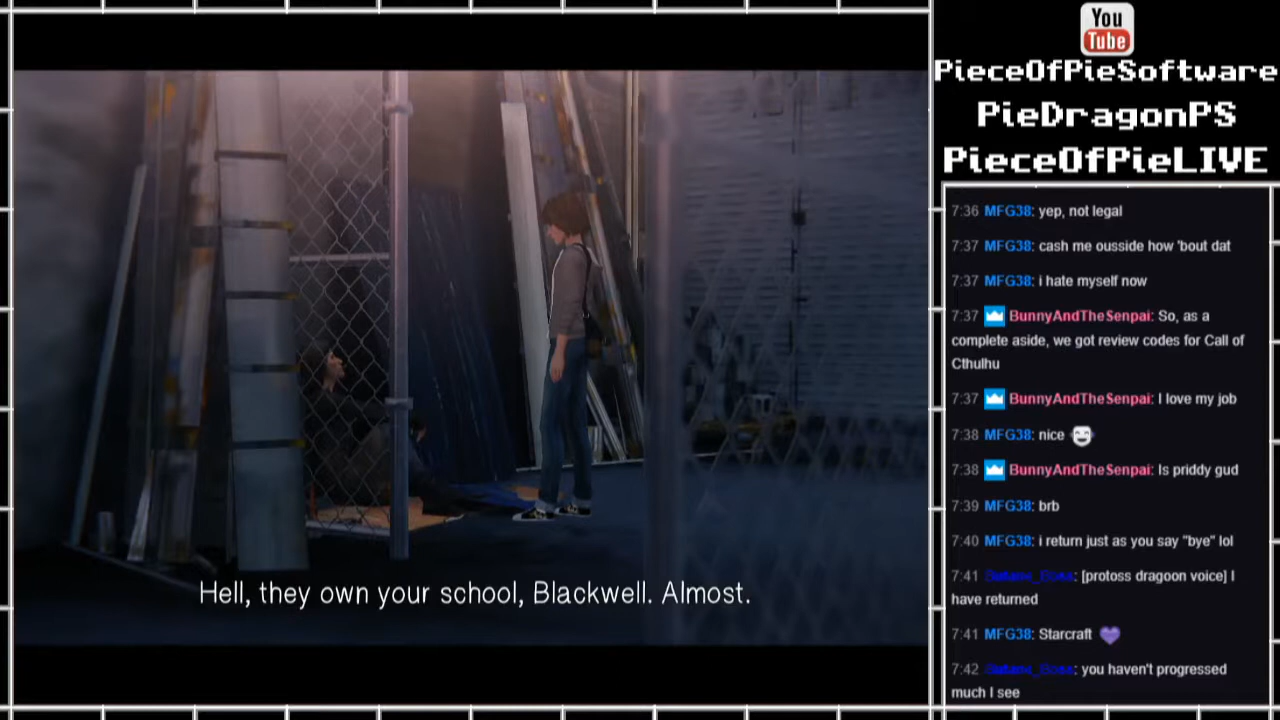 You
Tube
PieceOfPieSoftware
PieDragonPS
PieceOfPieLIVE
7:36 MFG38: yep, not legal
7:37 MFG38: cash me ousside how 'bout dat
7:37 MFG38: i hate myself now
7:37 BunnyAndTheSenpai: So, as a
complete aside, we got review codes for Call of
Cthulhu
7:37 BunnyAndTheSenpai: I love my job
7:38 MFG38: nice
7:38 BunnyAndTheSenpai: Is priddy gud
7:39 MFG38: brb
7:40 MFG38: i return just as you say "bye" lol
7:41 : [protoss dragoon voice] I
have returned
7:41 MFG38: Starcraft
7:42 : you haven't progressed
much I see
Hell, they own your school, Blackwell. Almost.